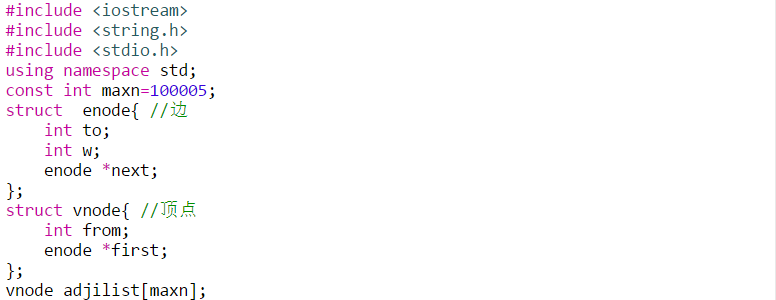 #include <iostream>
#include <string.h>
#include <stdio.h>
using namespace std;
const int maxn=100005;
struct  enode{ //边
    int to;
    int w;
    enode *next;
};
struct vnode{ //顶点
    int from;
    enode *first;
};
vnode adjilist[maxn];